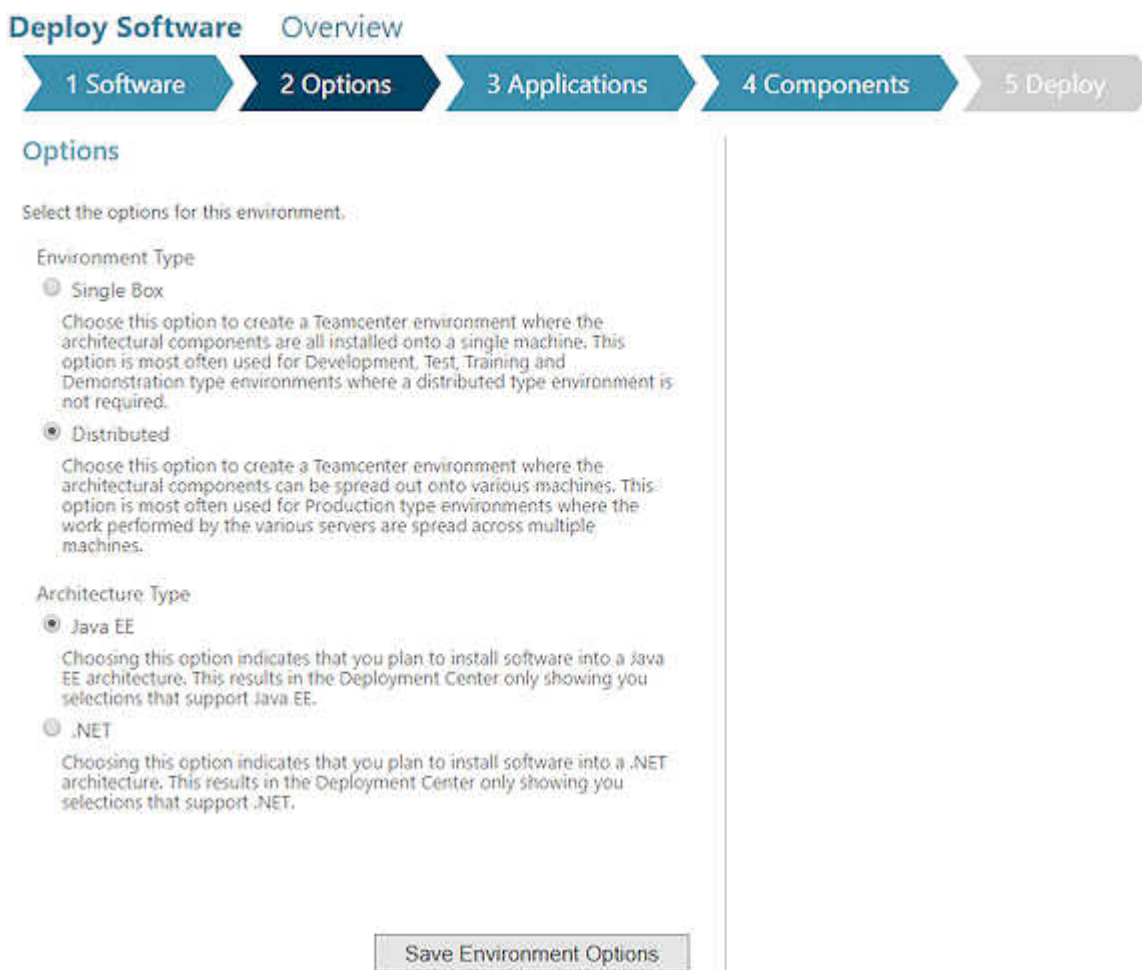 Deploy Software Overview
1 Software 2 Options 3 Applications 4 Components 5 Deploy
Options
Select the options for this environment.
Environment Type
Single Box
Choose this option to create a Teamcenter environment where the
architectural components are all installed onto a single machine. This
option is most often used for Development, Test, Training and
Demonstration type environments where a distributed type environment is
not required.
Distributed
Choose this option to create a Teamcenter environment where the
architectural components can be spread out onto various machines. This
option is most often used for Production type environments where the
work performed by the various servers are spread across multiple
machines.
Architecture Type
Java EE
Choosing this option indicates that you plan to install software into a Java
EE architecture. This results in the Deployment Center only showing you
selections that support Java EE.
.NET
Choosing this option indicates that you plan to install software into a .NET
architecture. This results in the Deployment Center only showing you
selections that support .NET.
Save Environment Options